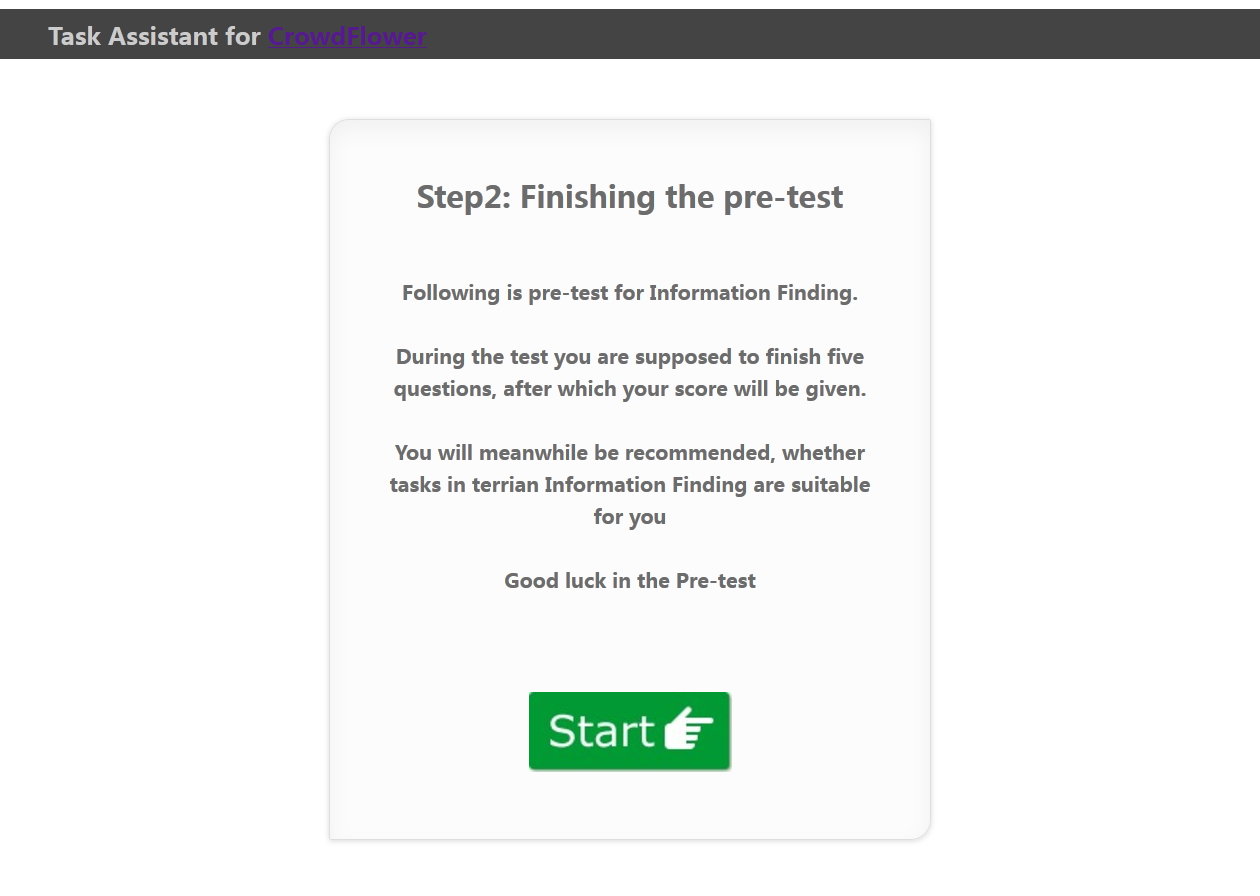 Task Assistant for CrowdFlower
Step2: Finishing the pre-test
Following is pre-test for Information Finding.
During the test you are supposed to finish five
questions, after which your score will be given.
You will meanwhile be recommended, whether
tasks in terrian Information Finding are suitable
for you
Good luck in the Pre-test
Start